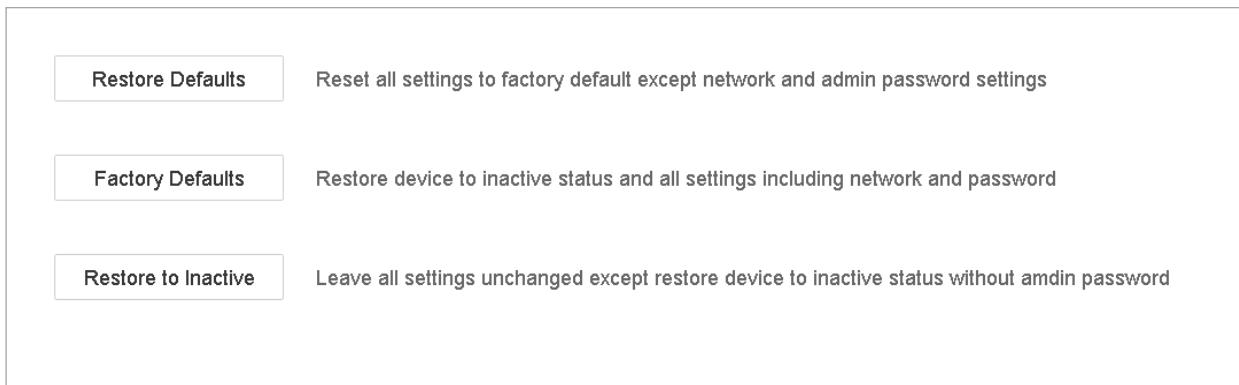 Restore Defaults Reset all settings to factory default except network and admin password settings
Factory Defaults Restore device to inactive status and all settings including network and password
Restore to Inactive Leave all settings unchanged except restore device to inactive status without amdin password